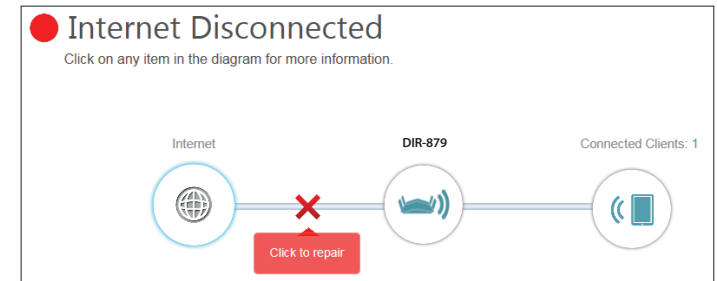 Internet Disconnected
Click on any item in the diagram for more information.
Internet
DIR-879
Connected Clients: 1
Click to repair